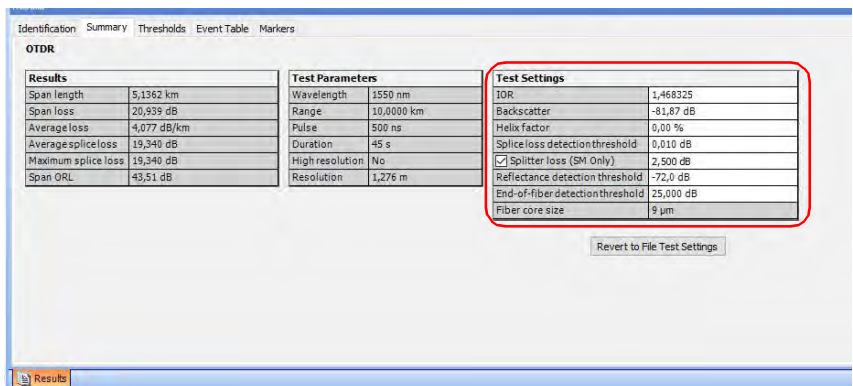 Identification Summary Thresholds Event Table Markers
OTDR
Results
Span length 5,1362 km
Span loss 20,939 dB
Average loss 4,077 dB/km
Average splice loss 19,340 dB
Maximum splice loss 19,340 dB
Span ORL 43,51 dB
Test Parameters
Wavelength 1550 nm
Range 10,0000 km
Pulse 500 ns
Duration 45 s
High resolution No
Resolution 1,276 m
Test Settings
IOR 1,468325
Backscatter -81,87 dB
Helix factor 0,00 %
Splice loss detection threshold 0,010 dB
Splitter loss (SM Only) 2,500 dB
Reflectance detection threshold -72,0 dB
End-of-fiber detection threshold 25,000 dB
Fiber core size 9 µm
Revert to File Test Settings
Results